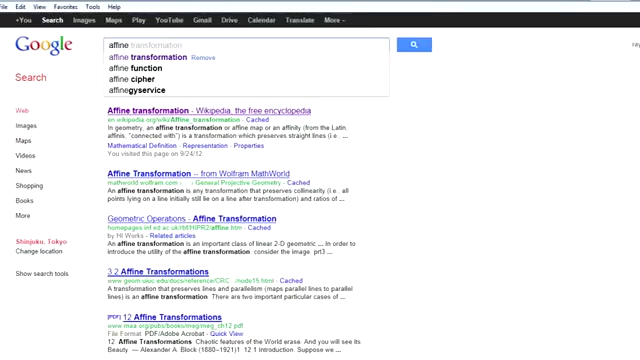 File Edit View Favorites Tools Help
+You Search Images Maps Play YouTube Gmail Drive Calendar Translate More
Google
affine transformation
affine transformation Remove
affine function
affine cipher
affinegyservice
Search
Web
Images
Maps
Videos
News
Shopping
Books
More
Shinjuku, Tokyo
Change location
Show search tools
Affine transformation - Wikipedia, the free encyclopedia
en.wikipedia.org/wiki/Affine_transformation - Cached
In geometry, an affine transformation or affine map or an affinity (from the Latin,
affinis, "connected with") is a transformation which preserves straight lines (i.e. ...
Mathematical Definition - Representation - Properties
You visited this page on 9/24/12.
Affine Transformation -- from Wolfram MathWorld
mathworld.wolfram.com › ... › General Projective Geometry - Cached
An affine transformation is any transformation that preserves collinearity (i.e., all
points lying on a line initially still lie on a line after transformation) and ratios of ...
Geometric Operations - Affine Transformation
homepages.inf.ed.ac.uk/rbf/HIPR2/affine.htm - Cached
by HI Works - Related articles
An affine transformation is an important class of linear 2-D geometric ... In order to
introduce the utility of the affine transformation consider the image prt3 ...
3.2 Affine Transformations
www.geom.uiuc.edu/docs/reference/CRC.../node15.html - Cached
A transformation that preserves lines and parallelism (maps parallel lines to parallel
lines) is an affine transformation. There are two important particular cases of ...
[PDF] 12 Affine Transformations
www.maa.org/pubs/books/meg/meg_ch12.pdf
File Format: PDF/Adobe Acrobat - Quick View
12 Affine Transformations. Chaotic features of the World erase. And you will see its
Beauty. — Alexander A. Block (1880–1921)1 12.1 introduction. Suppose we ...